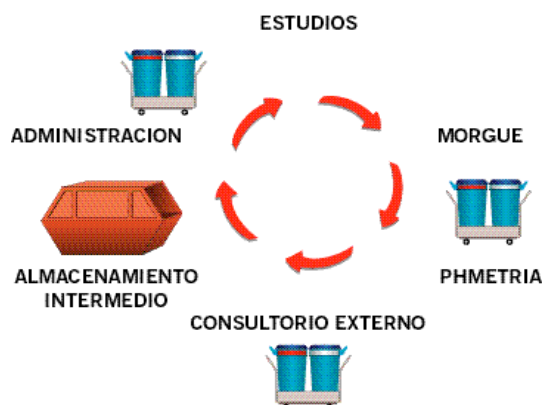 ESTUDIOS
ADMINISTRACION
MORGUE
ALMACENAMIENTO
INTERMEDIO
PHMETRIA
CONSULTORIO EXTERNO